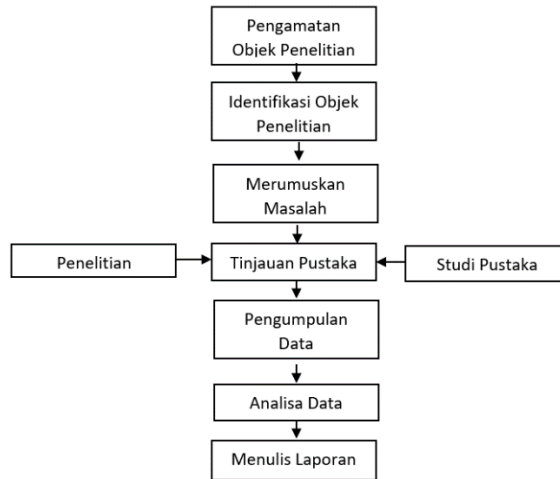 Pengamatan
Objek Penelitian
Identifikasi Objek
Penelitian
Merumuskan
Masalah
Penelitian
Tinjauan Pustaka
Studi Pustaka
Pengumpulan
Data
Analisa Data
Menulis Laporan